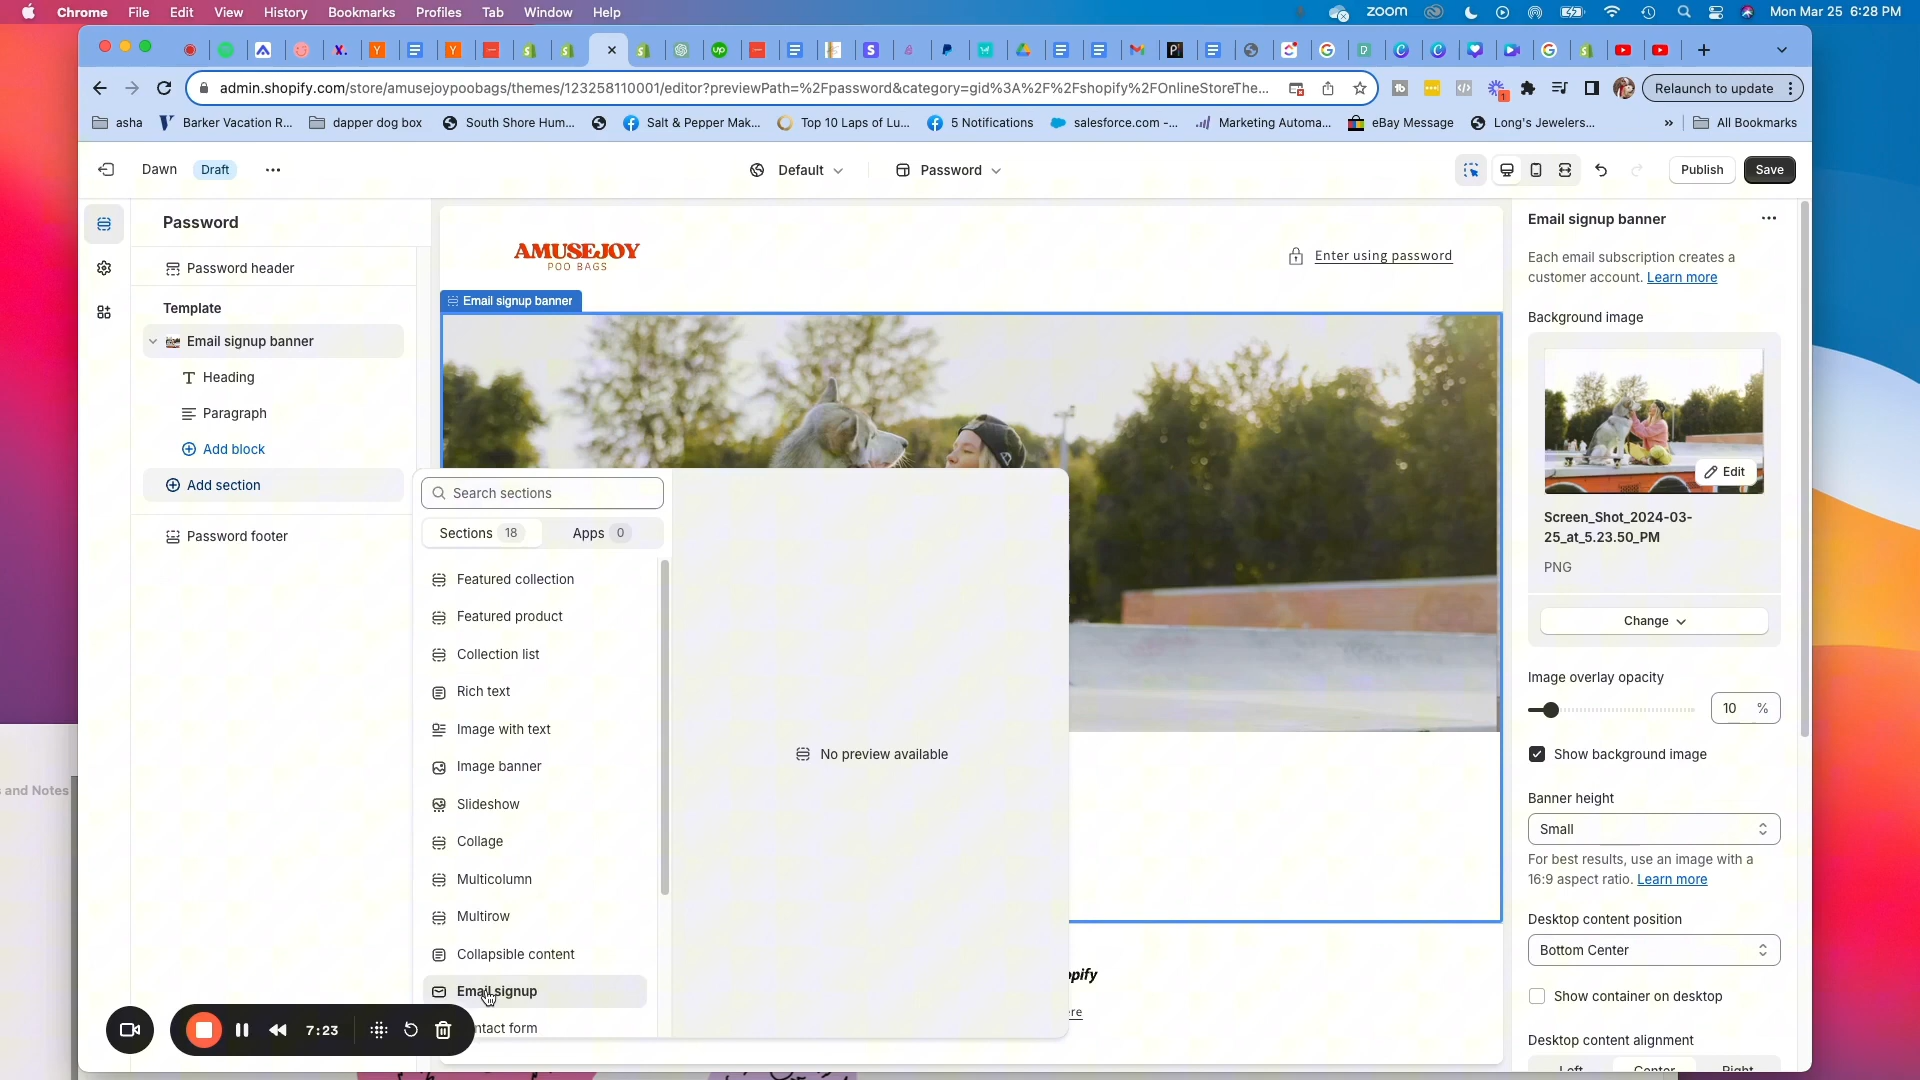 Chrome File Edit View History Bookmarks Profiles Tab Window Help
zoom Mon Mar 25 6:28 PM
admin.shopify.com/store/amusejoypoobags/themes/123258110001/editor?previewPath=%2Fpassword&category=gid%3A%2F%2Fshopify%2FOnlineStoreThe...
Relaunch to update
asha Barker Vacation R... dapper dog box South Shore Hum... Salt & Pepper Mak... Top 10 Laps of Lu... 5 Notifications salesforce.com -... Marketing Automa... eBay Message Long's Jewelers... » All Bookmarks
Dawn Draft Default Password Publish Save
Password
Password header
Template
Email signup banner
Heading
Paragraph
Add block
Add section
Password footer
AMUSEJOY
POO BAGS
Enter using password
Email signup banner
Search sections
Sections 18 Apps 0
Featured collection
Featured product
Collection list
Rich text
Image with text
Image banner
Slideshow
Collage
Multicolumn
Multirow
Collapsible content
Email signup
ntact form
No preview available
opify
ere
7:23
s and Notes
Email signup banner
Each email subscription creates a
customer account. Learn more
Background image
Edit
Screen_Shot_2024-03-
25_at_5.23.50_PM
PNG
Change
Image overlay opacity
10 %
Show background image
Banner height
Small
For best results, use an image with a
16:9 aspect ratio. Learn more
Desktop content position
Bottom Center
Show container on desktop
Desktop content alignment
Left Center Right